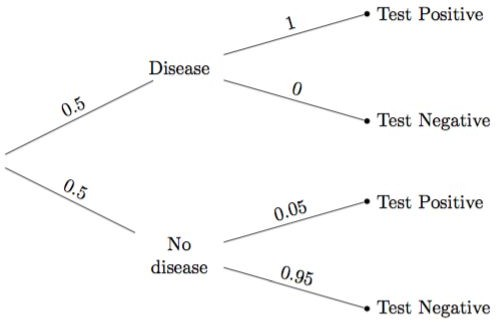 1
Test Positive
Disease
0
0.5
Test Negative
0.5
0.05
Test Positive
No
disease
0.95
Test Negative